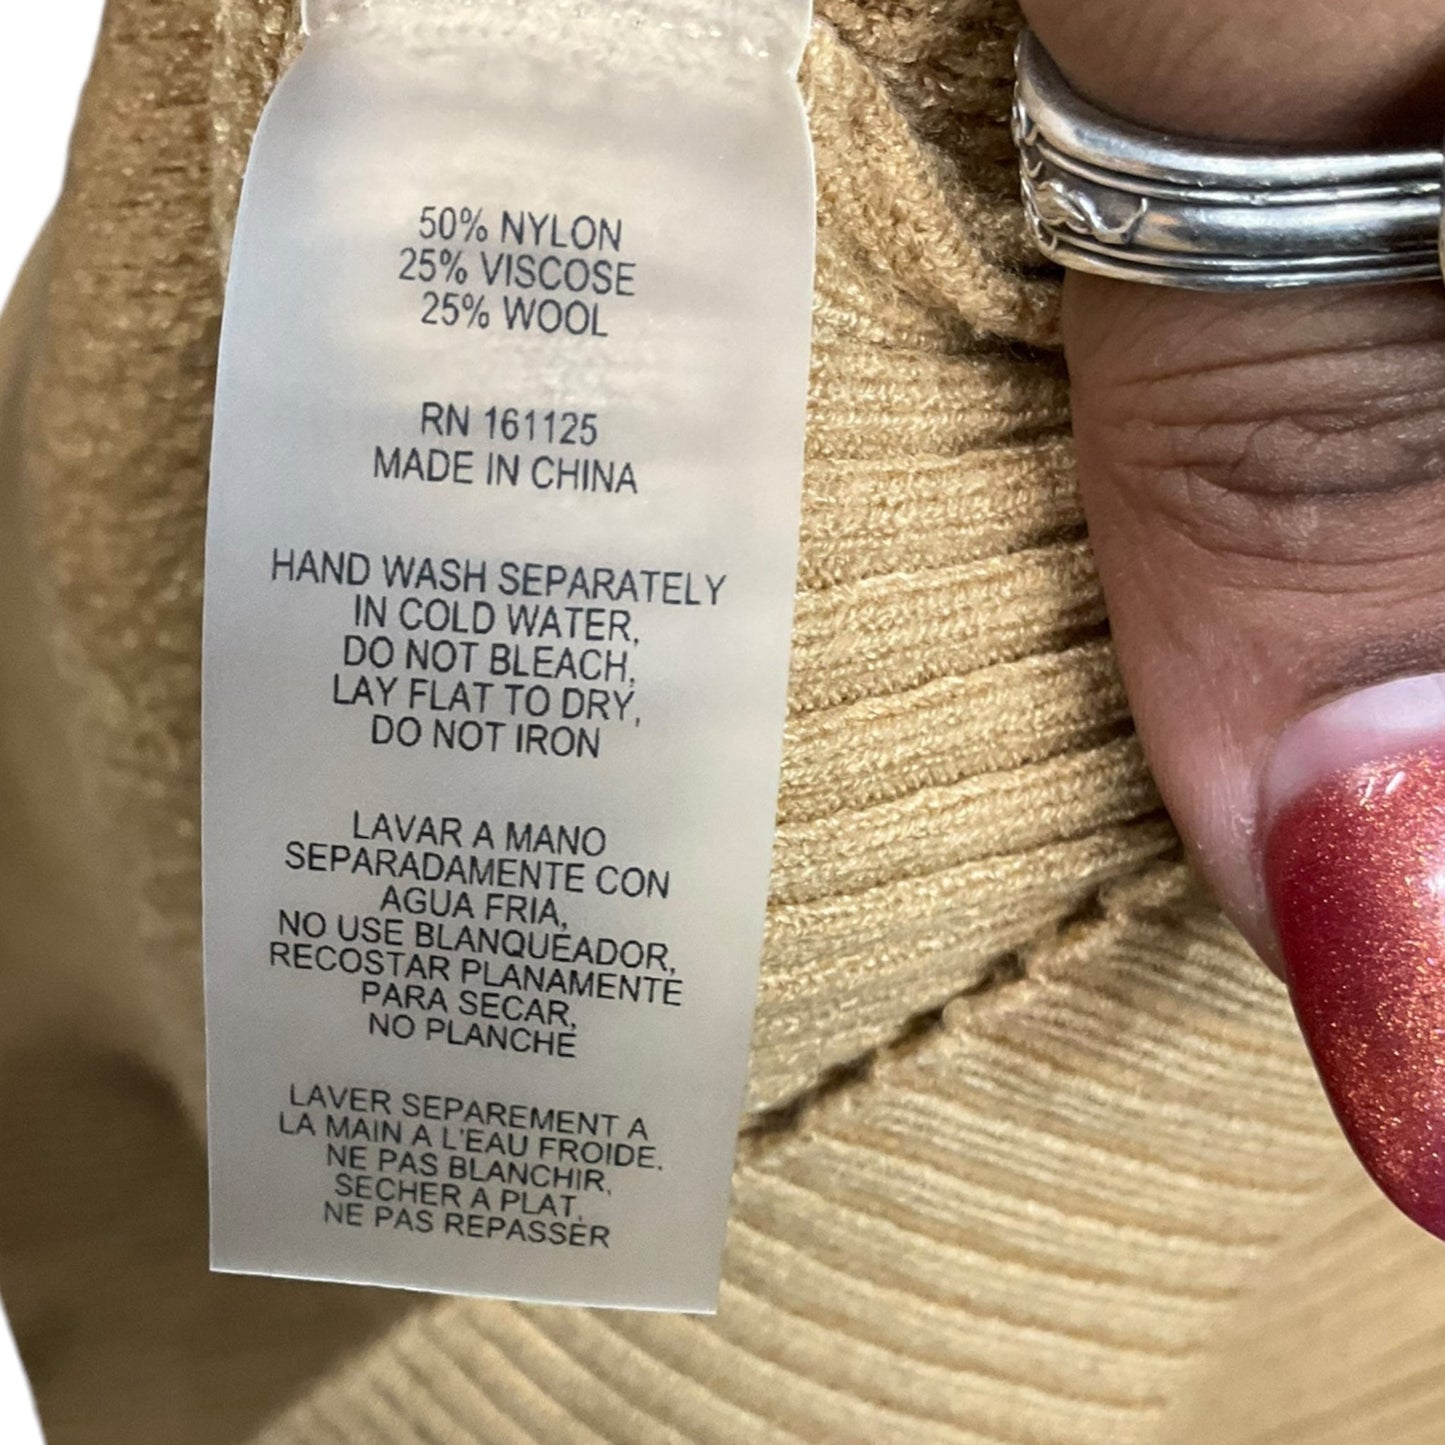 50% NYLON
25% VISCOSE
25% WOOL
RN 161125
MADE IN CHINA
HAND WASH SEPARATELY
IN COLD WATER,
DO NOT BLEACH,
LAY FLAT TO DRY,
DO NOT IRON
LAVAR A MANO
SEPARADAMENTE CON
AGUA FRIA,
NO USE BLANQUEADOR,
RECOSTAR PLANAMENTE
PARA SECAR,
NO PLANCHE
LAVER SEPAREMENT A
LA MAIN A L'EAU FROIDE.
NE PAS BLANCHIR,
SECHER A PLAT,
NE PAS REPASSER